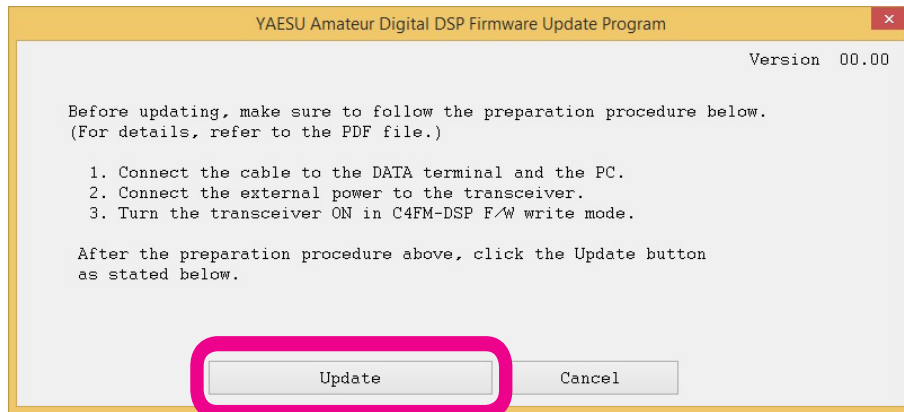 YAESU Amateur Digital DSP Firmware Update Program
Version 00.00
Before updating, make sure to follow the preparation procedure below.
(For details, refer to the PDF file.)
1. Connect the cable to the DATA terminal and the PC.
2. Connect the external power to the transceiver.
3. Turn the transceiver ON in C4FM-DSP F/W write mode.
After the preparation procedure above, click the Update button
as stated below.
Update Cancel